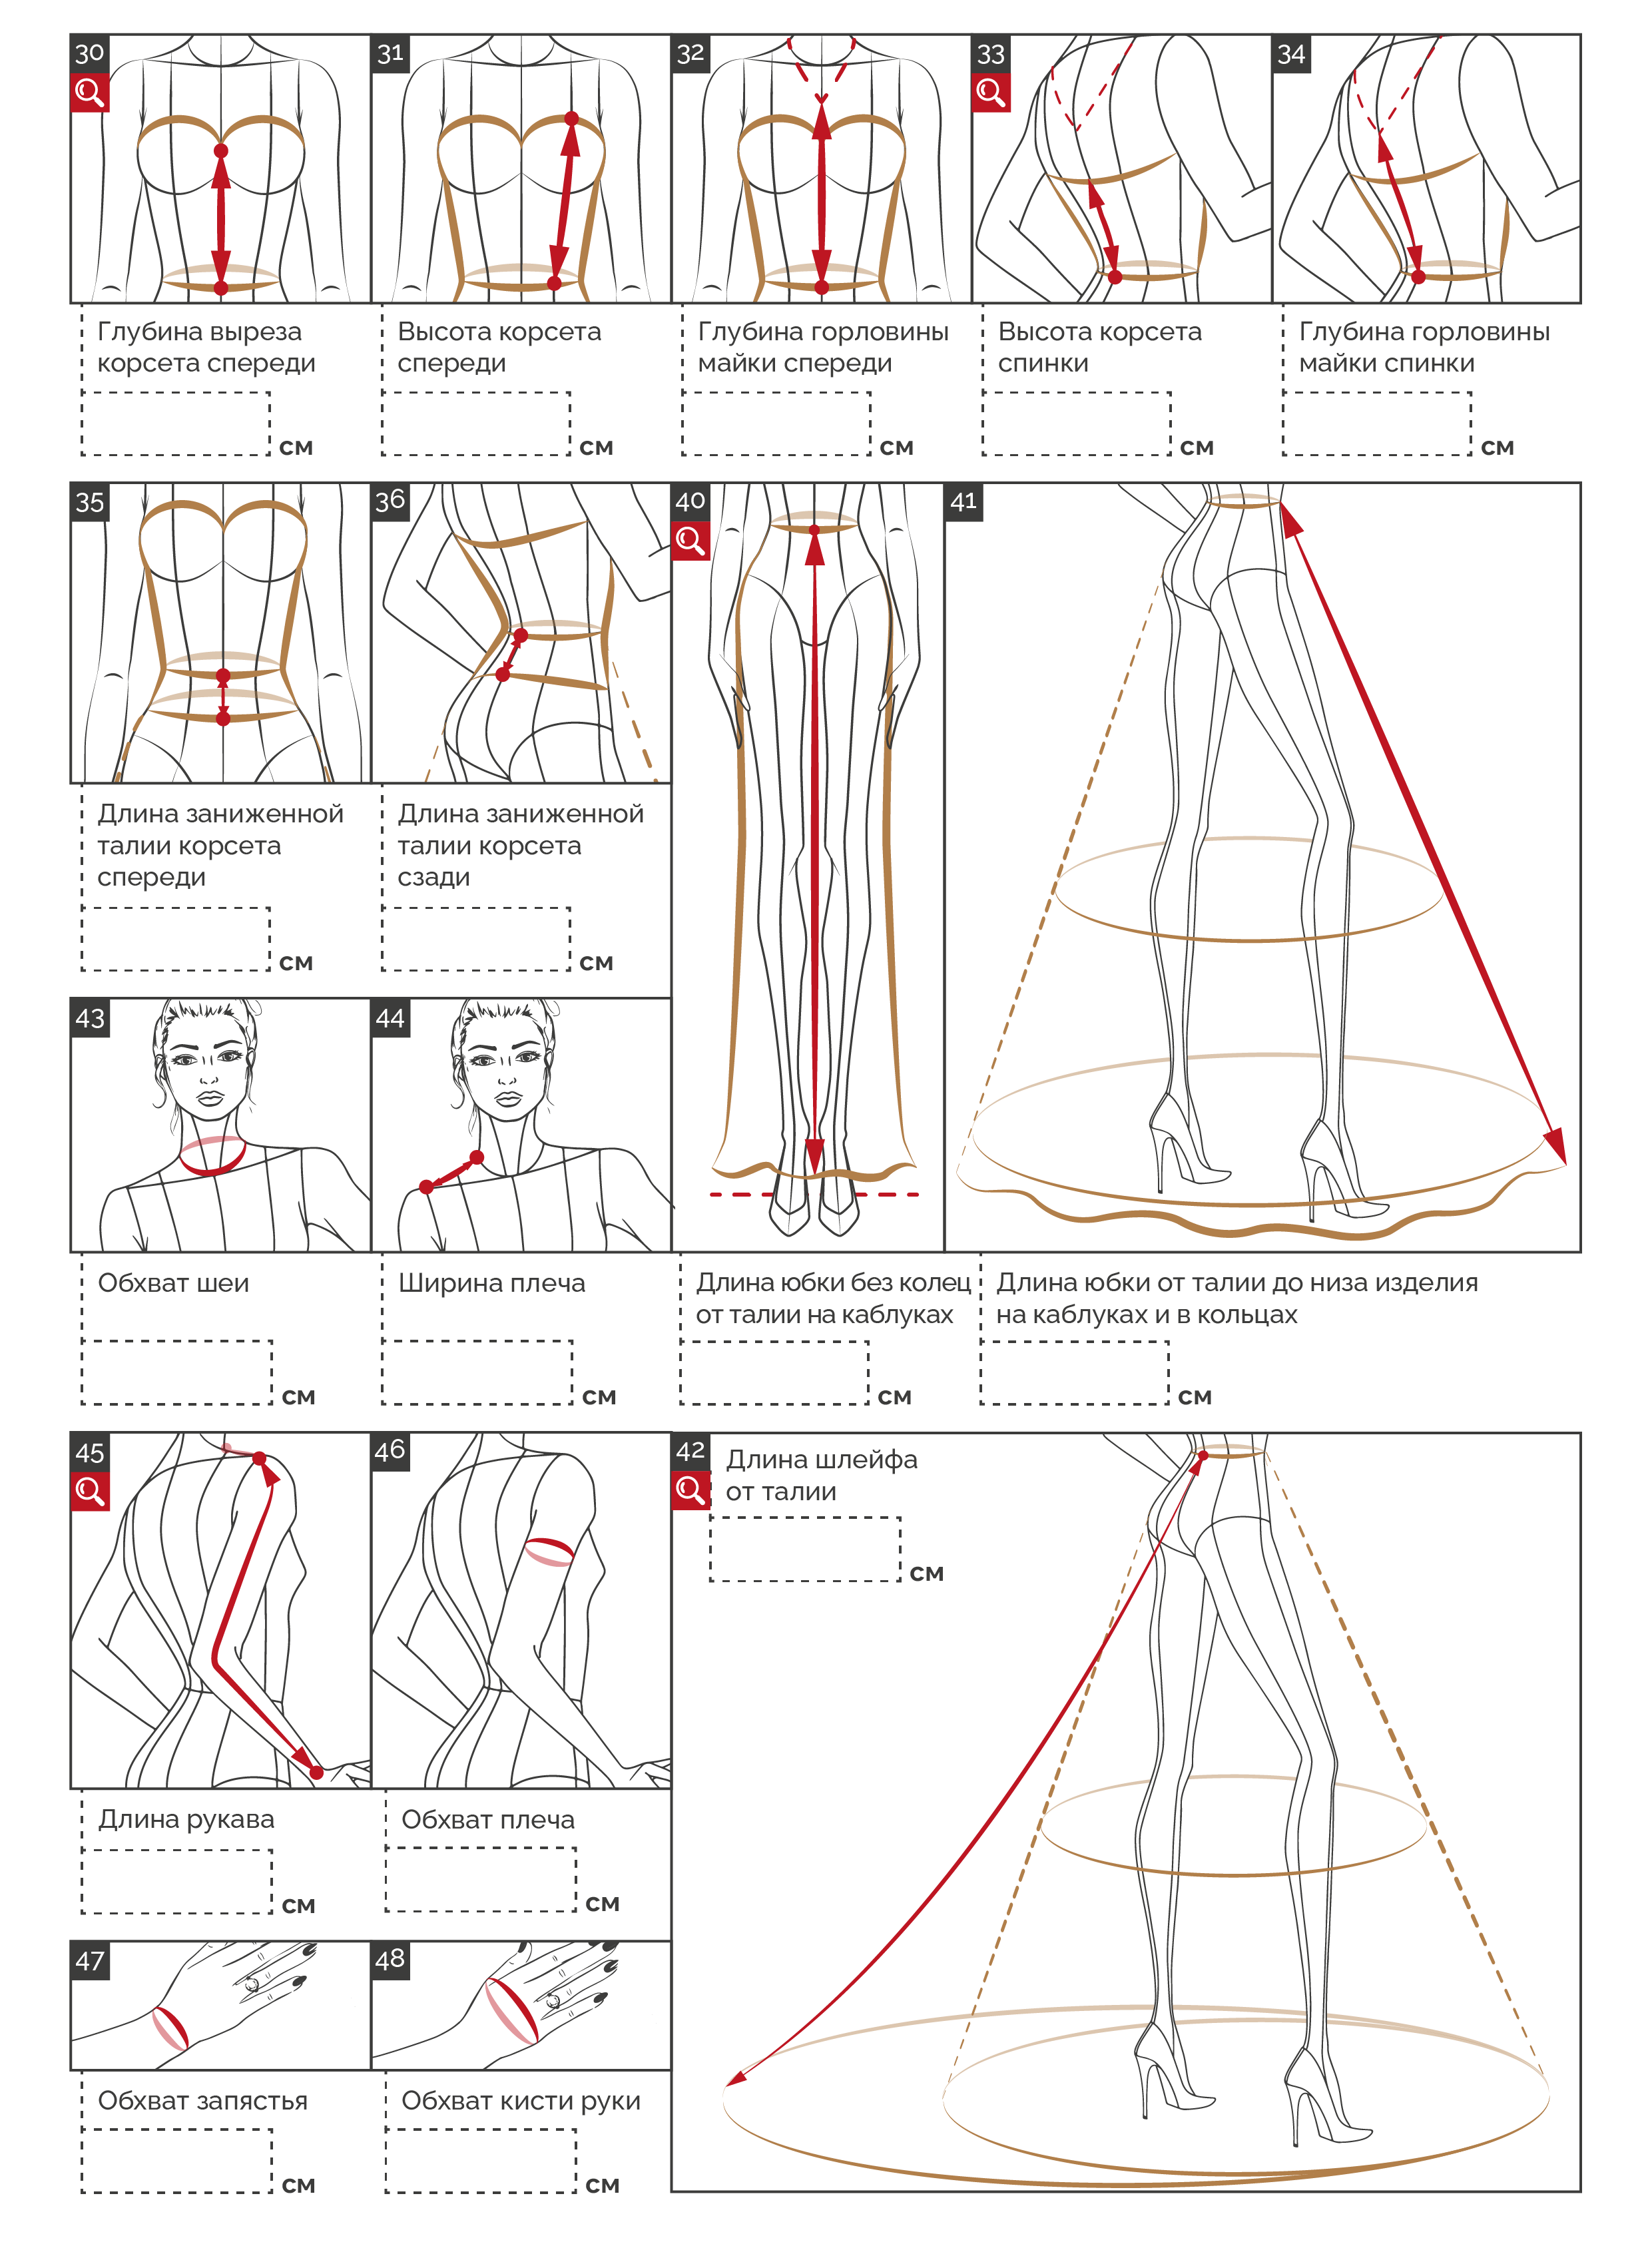 30
31
32
33
34
Глубина выреза
корсета спереди
см
Высота корсета
спереди
см
Глубина горловины
майки спереди
см
Высота корсета
спинки
см
Глубина горловины
майки спинки
см
35
36
40
41
Длина заниженной
талии корсета
спереди
см
Длина заниженной
талии корсета
сзади
см
43
44
Обхват шеи
см
Ширина плеча
см
Длина юбки без колец
от талии на каблуках
см
Длина юбки от талии до низа изделия
на каблуках и в кольцах
см
45
46
42
Длина шлейфа
от талии
см
Длина рукава
см
Обхват плеча
см
47
48
Обхват запястья
см
Обхват кисти руки
см